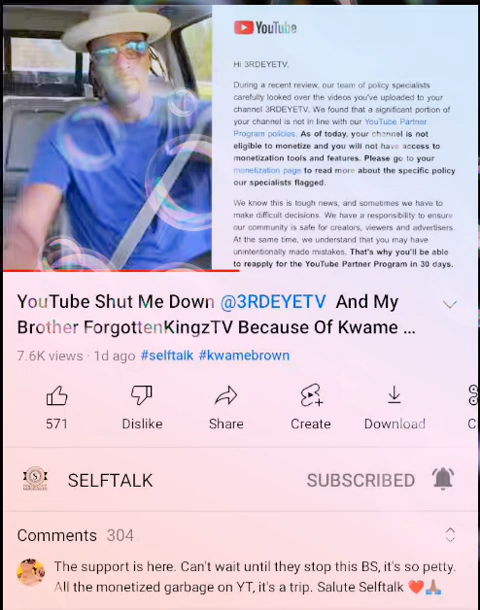 YouTube
Hi 3RDEYETV,
During a recent review, our team of policy specialists
carefully looked over the videos you've uploaded to your
channel 3RDEYETV. We found that a significant portion of
your channel is not in line with our YouTube Partner
Program policies. As of today, your channel is not
eligible to monetize and you will not have access to
monetization tools and features. Please go to your
monetization page to read more about the specific policy
our specialists flagged.
We know this is tough news, and sometimes we have to
make difficult decisions. We have a responsibility to ensure
our community is safe for creators, viewers and advertisers
At the same time, we understand that you may have
unintentionally made mistakes. That's why you'll be able
to reapply for the YouTube Partner Program in 30 days.
YouTube Shut Me Down @3RDEYETV And My
Brother ForgottenKingzTV Because Of Kwame ...
7.6K views · 1d ago #selftalk #kwamebrown
571 Dislike Share Create Download
SELFTALK SUBSCRIBED
Comments 304
The support is here. Can't wait until they stop this BS, it's so petty.
All the monetized garbage on YT, it's a trip. Salute Selftalk ❤️🙏🏽